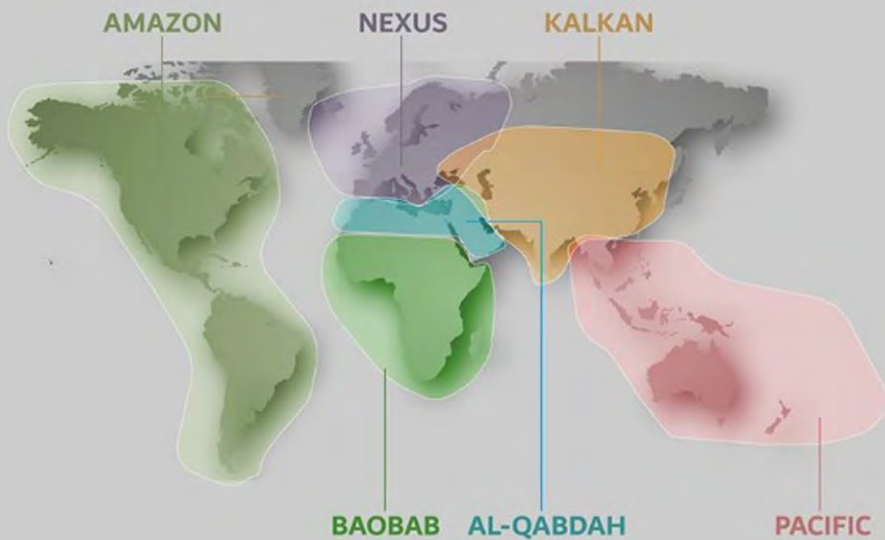 AMAZON
NEXUS
KALKAN
BAOBAB
AL-QABDAH
PACIFIC